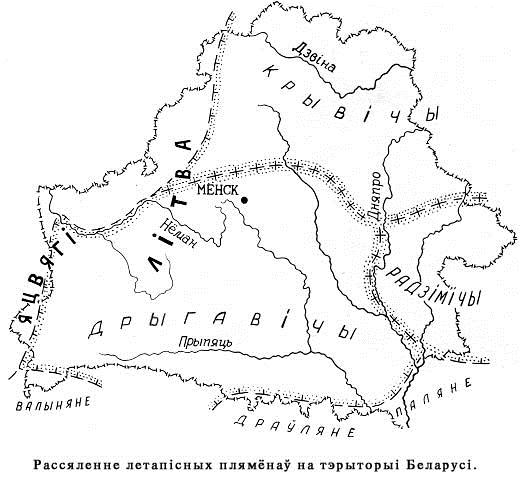 Дзвіна
КРЫВІЧЫ
ЛІТВА
МЕНСК
Дняпро
Нёман
ЯЦВЯГІ
РАДЗІМІЧЫ
ДРЫГАВІЧЫ
Прыпяць
ВАЛЫНЯНЕ
ДРАЎЛЯНЕ
ПАЛЯНЕ
Рассяленне летапісных плямёнаў на тэрыторыі Беларусі.